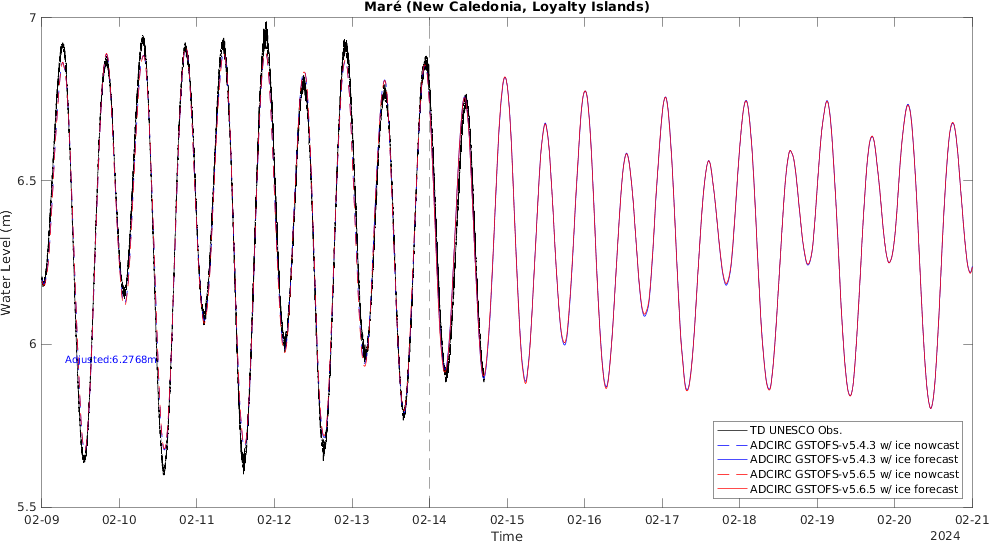 Maré (New Caledonia, Loyalty Islands)
Water Level (m)
7
6.5
6
5.5
Adjusted:6.2768m
TD UNESCO Obs.
ADCIRC GSTOFS-v5.4.3 w/ ice nowcast
ADCIRC GSTOFS-v5.4.3 w/ ice forecast
ADCIRC GSTOFS-v5.6.5 w/ ice nowcast
ADCIRC GSTOFS-v5.6.5 w/ ice forecast
02-09 02-10 02-11 02-12 02-13 02-14 02-15 02-16 02-17 02-18 02-19 02-20 02-21
Time
2024